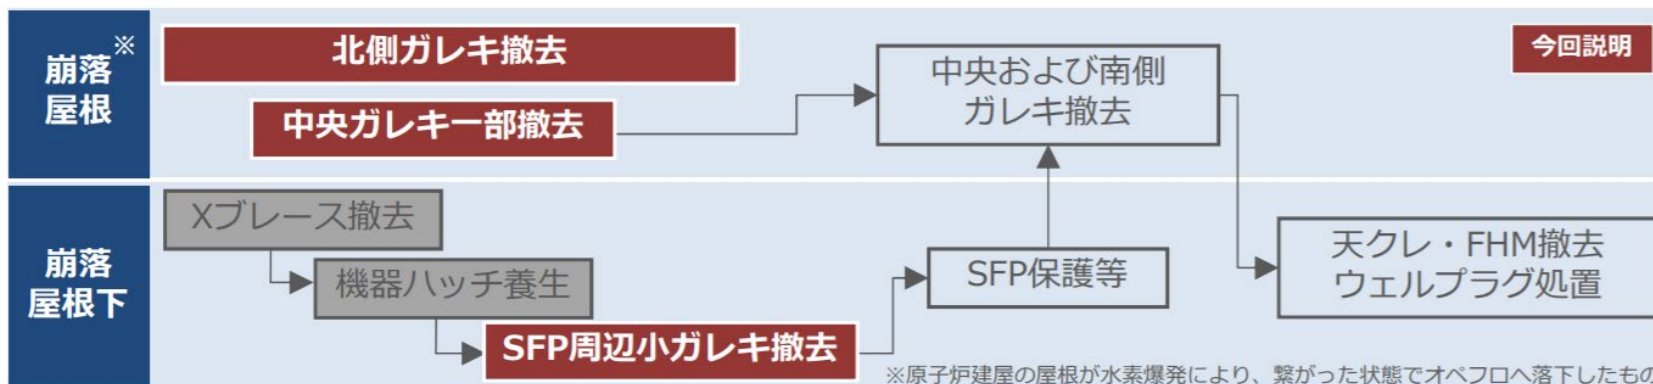 崩落※
屋根
北側ガレキ撤去
今回説明
中央ガレキ一部撤去
中央および南側
ガレキ撤去
崩落
屋根下
Xブレース撤去
機器ハッチ養生
SFP周辺小ガレキ撤去
SFP保護等
天クレ・FHM撤去
ウェルプラグ処置
※原子炉建屋の屋根が水素爆発により、繋がった状態でオペフロへ落下したもの